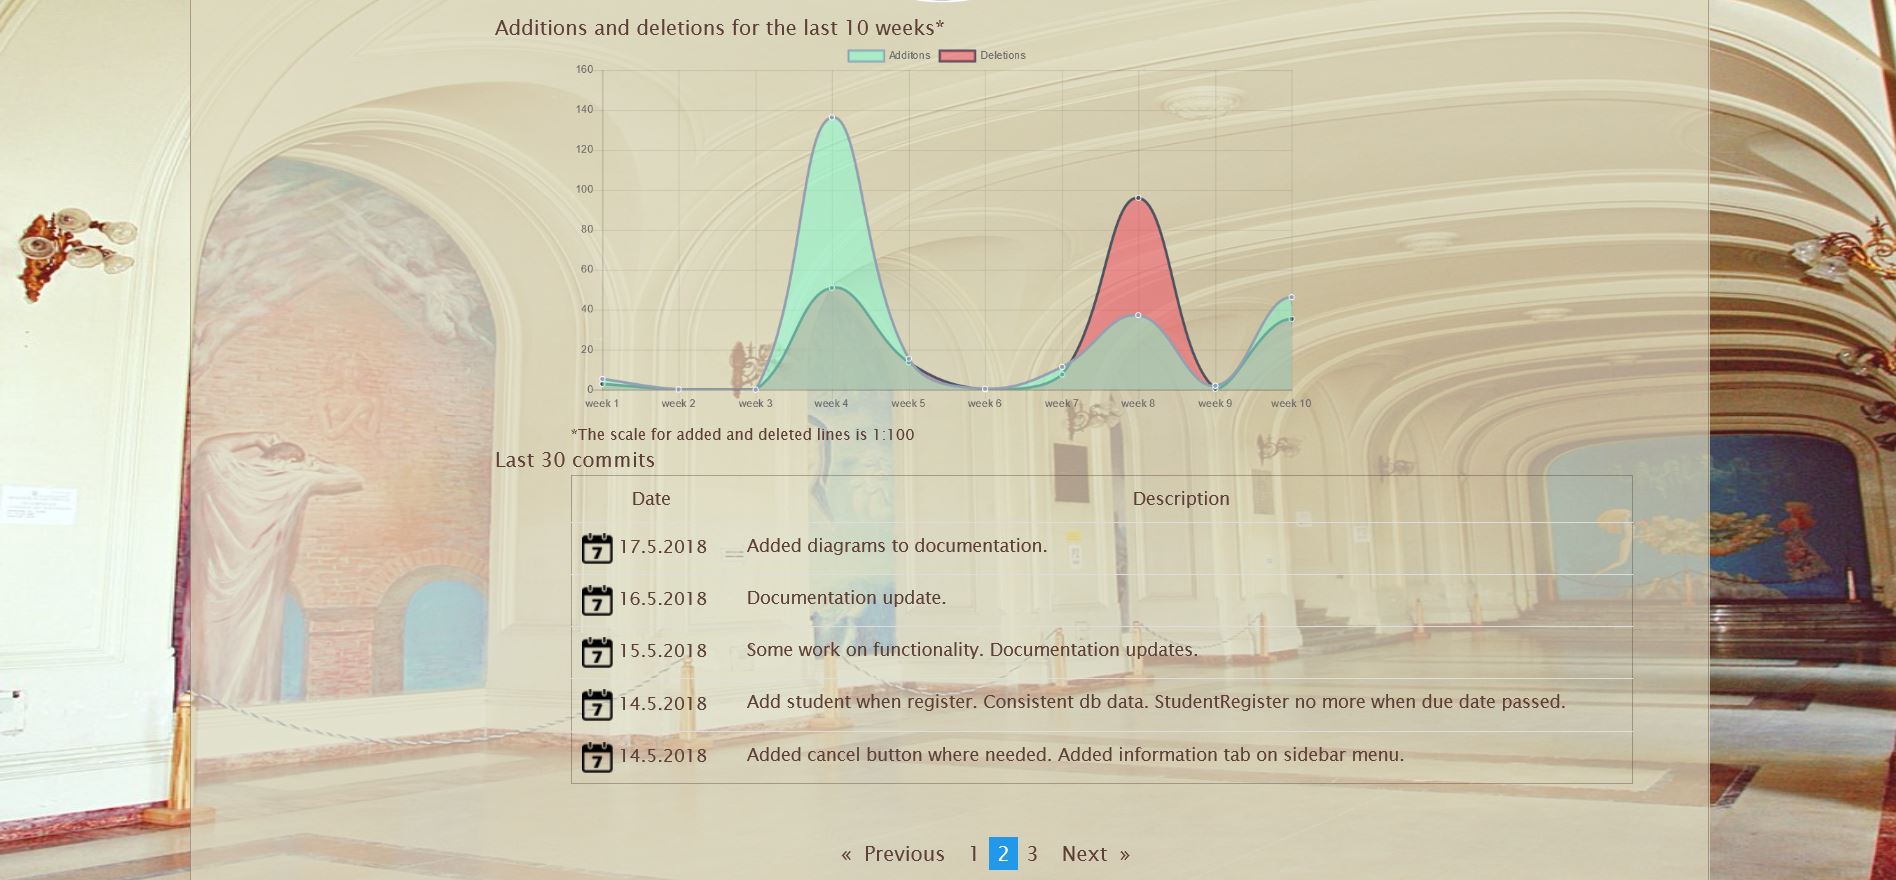 Additions and deletions for the last 10 weeks*
Additons Deletions
160
140
120
100
80
60
40
20
0
week 1 week 2 week 3 week 4 week 5 week 6 week 7 week 8 week 9 week 10
*The scale for added and deleted lines is 1:100
Last 30 commits
Date Description
7 17.5.2018 Added diagrams to documentation.
7 16.5.2018 Documentation update.
7 15.5.2018 Some work on functionality. Documentation updates.
7 14.5.2018 Add student when register. Consistent db data. StudentRegister no more when due date passed.
7 14.5.2018 Added cancel button where needed. Added information tab on sidebar menu.
« Previous 1 2 3 Next »